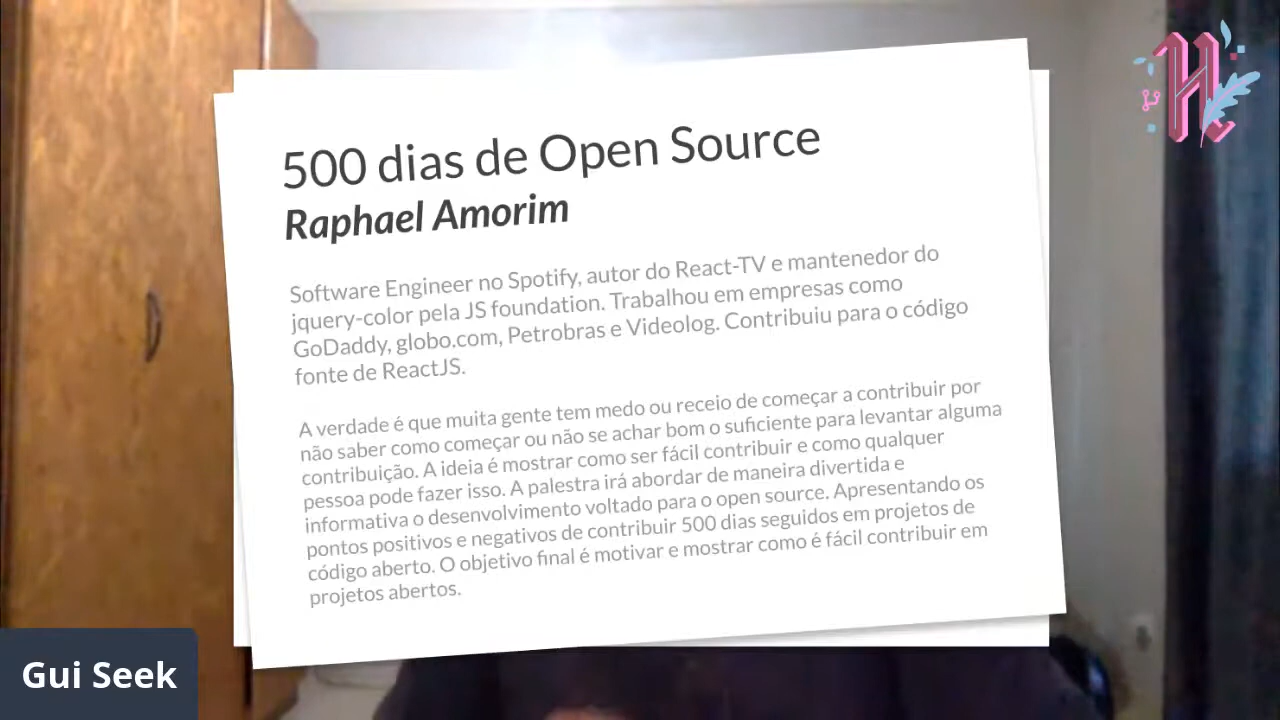 500 dias de Open Source
Raphael Amorim
Software Engineer no Spotify, autor do React-TV e mantenedor do
jquery-color pela JS foundation. Trabalhou em empresas como
GoDaddy, globo.com, Petrobras e Videolog. Contribuiu para o código
fonte de ReactJS.
A verdade é que muita gente tem medo ou receio de começar a contribuir por
não saber como começar ou não se achar bom o suficiente para levantar alguma
contribuição. A ideia é mostrar como ser fácil contribuir e como qualquer
pessoa pode fazer isso. A palestra irá abordar de maneira divertida e
informativa o desenvolvimento voltado para o open source. Apresentando os
pontos positivos e negativos de contribuir 500 dias seguidos em projetos de
código aberto. O objetivo final é motivar e mostrar como é fácil contribuir em
projetos abertos.
Gui Seek
H